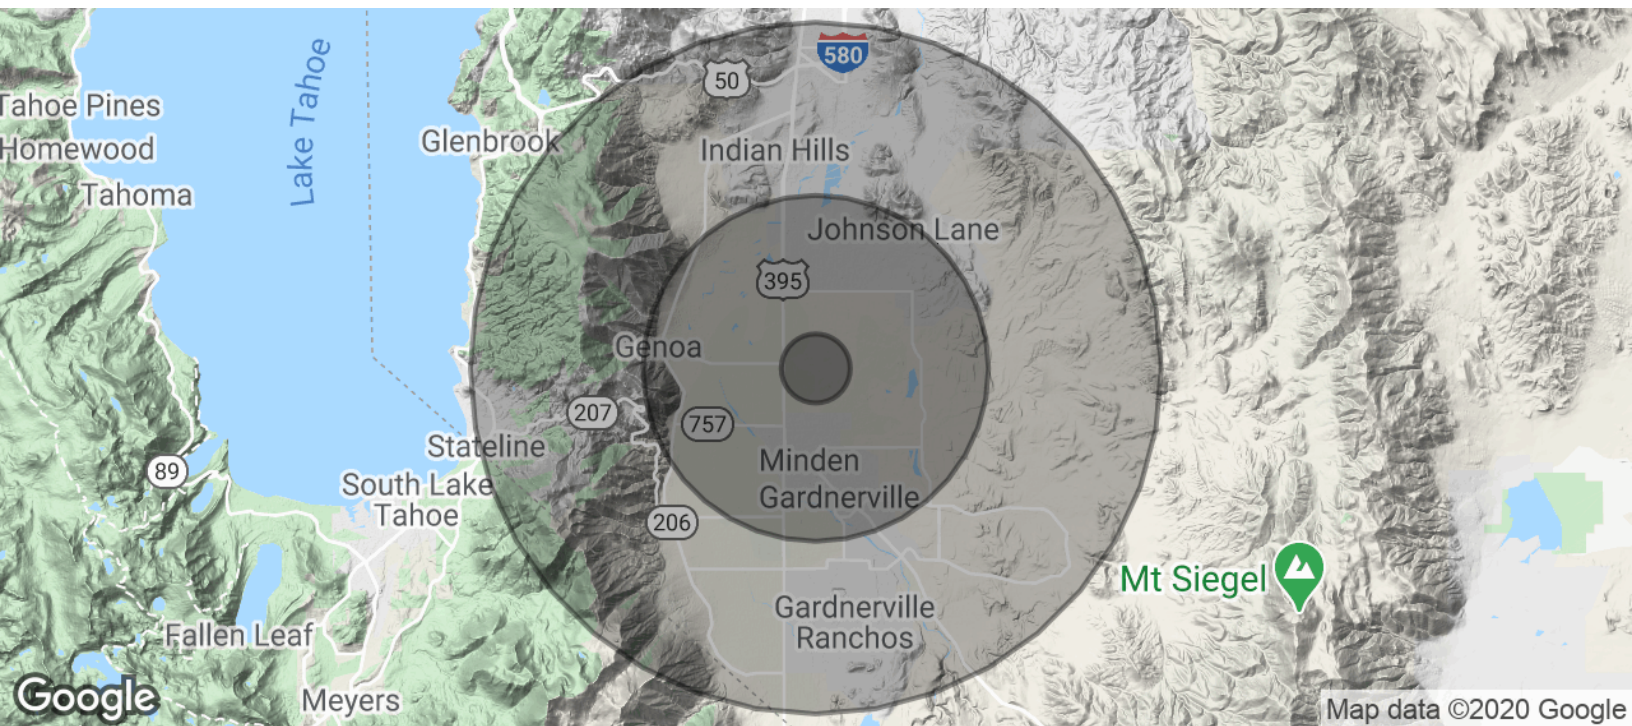 580
50
Lake Tahoe
Tahoe Pines
Homewood
Glenbrook
Indian Hills
Tahoma
Johnson Lane
395
Genoa
207
757
Stateline
Minden
89
South Lake
Tahoe
Gardnerville
206
Mt Siegel
Gardnerville
Ranchos
Fallen Leaf
Meyers
Google
Map data ©2020 Google